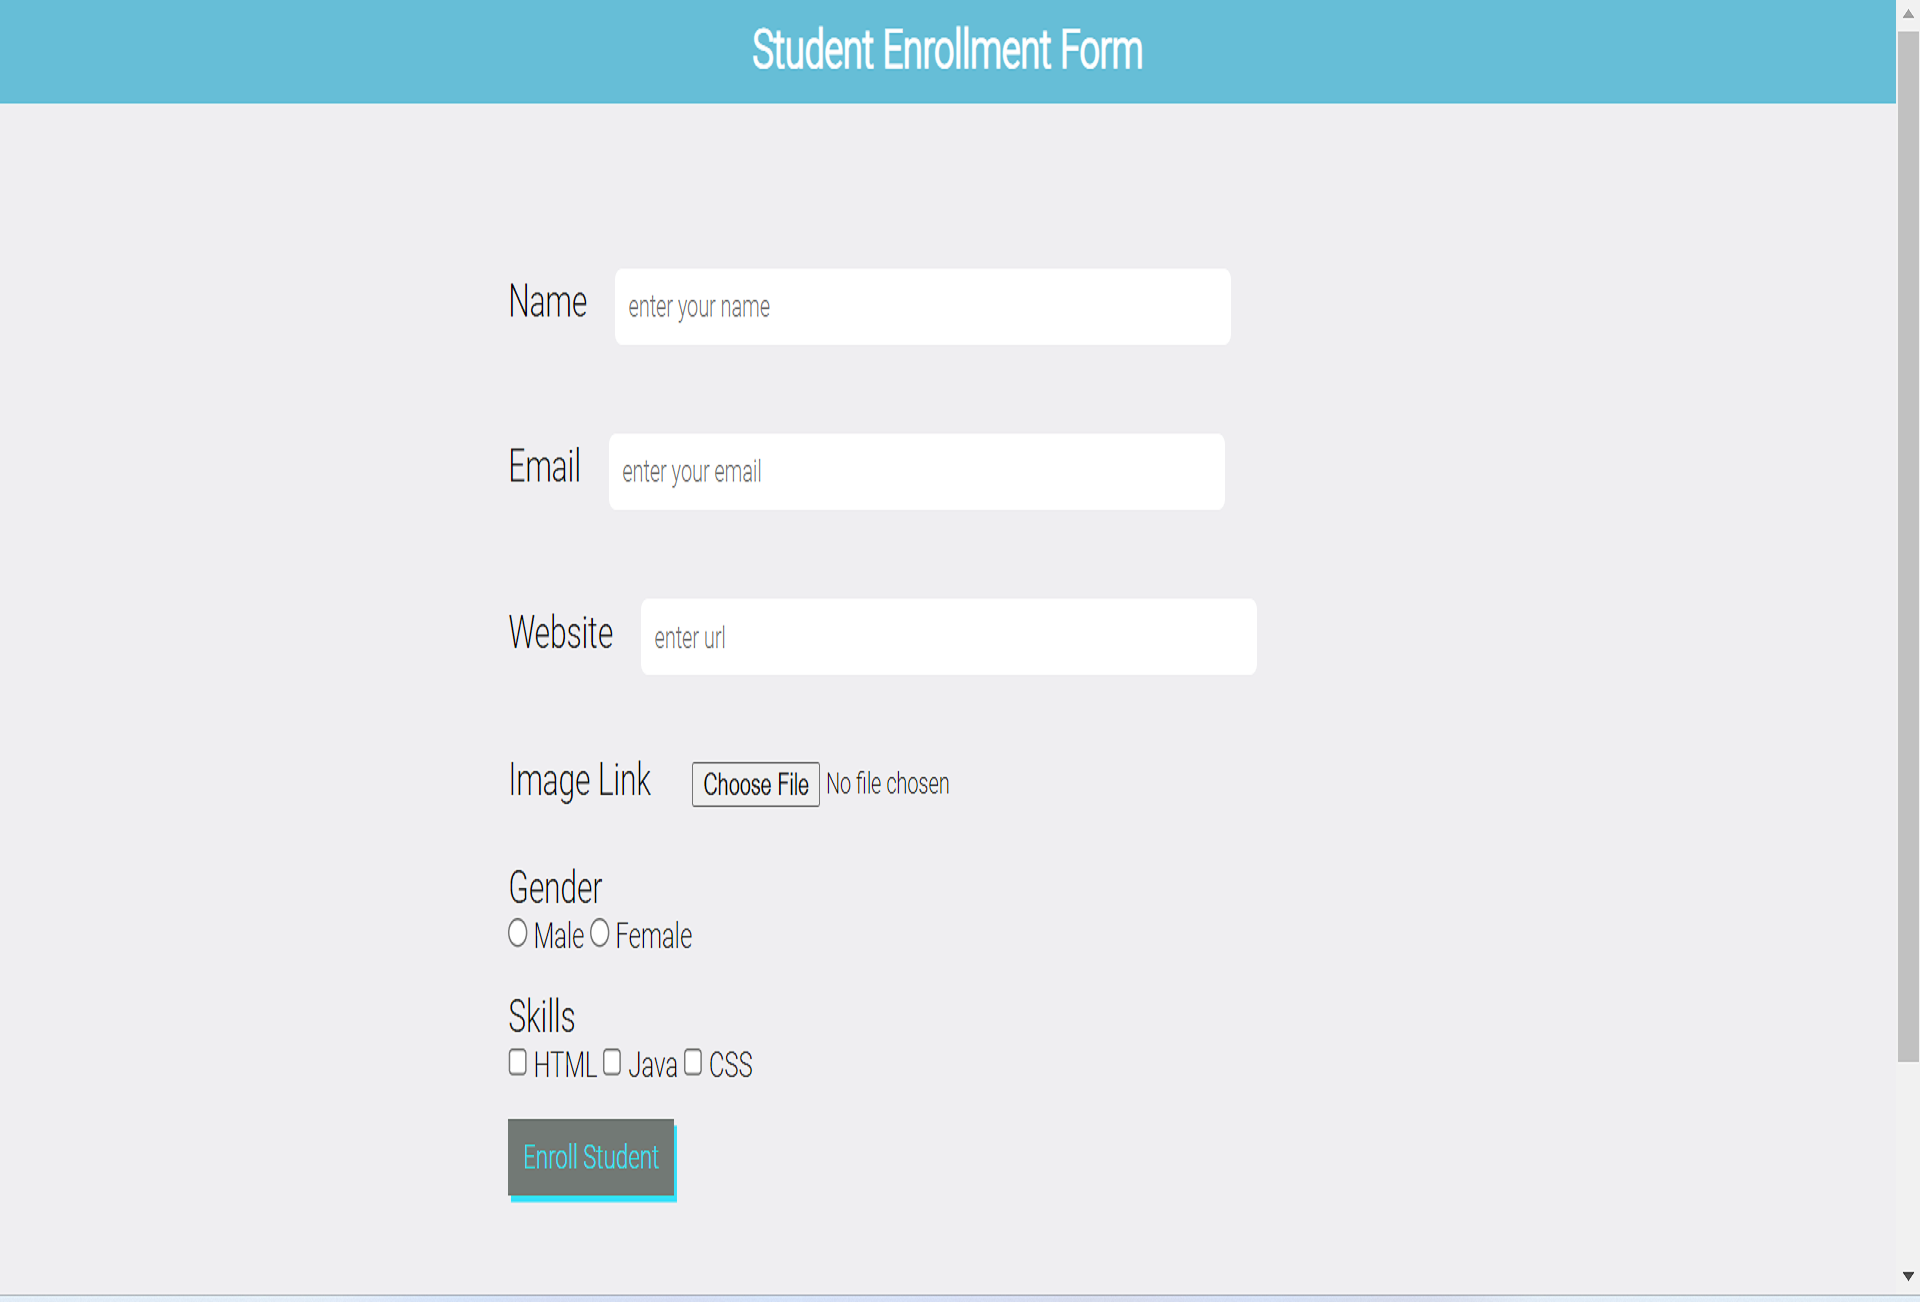 Student Enrollment Form
Name enter your name
Email enter your email
Website enter url
Image Link Choose File No file chosen
Gender
Male Female
Skills
HTML Java CSS
Enroll Student